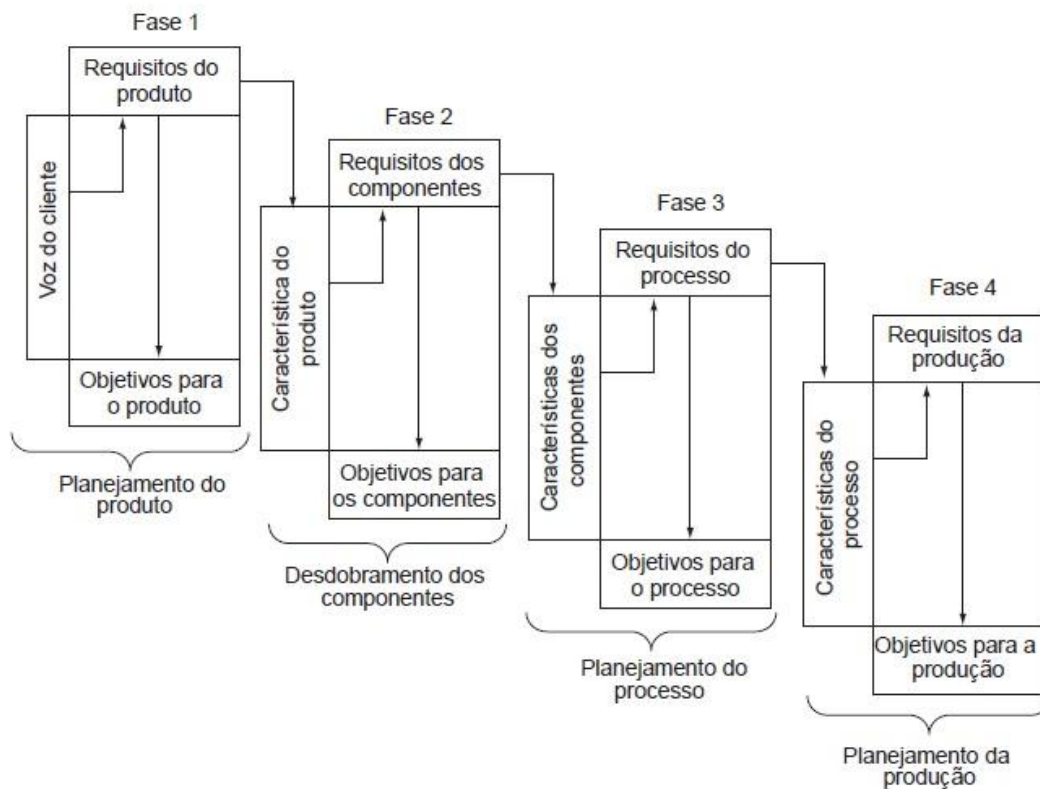 Fase 1
Requisitos do
produto
Voz do cliente
Objetivos para
o produto
Planejamento do
produto
Fase 2
Requisitos dos
componentes
Característica do
produto
Objetivos para
os componentes
Desdobramento dos
componentes
Fase 3
Requisitos do
processo
Características dos
componentes
Objetivos para
o processo
Planejamento do
processo
Fase 4
Requisitos da
produção
Características do
processo
Objetivos para a
produção
Planejamento da
produção